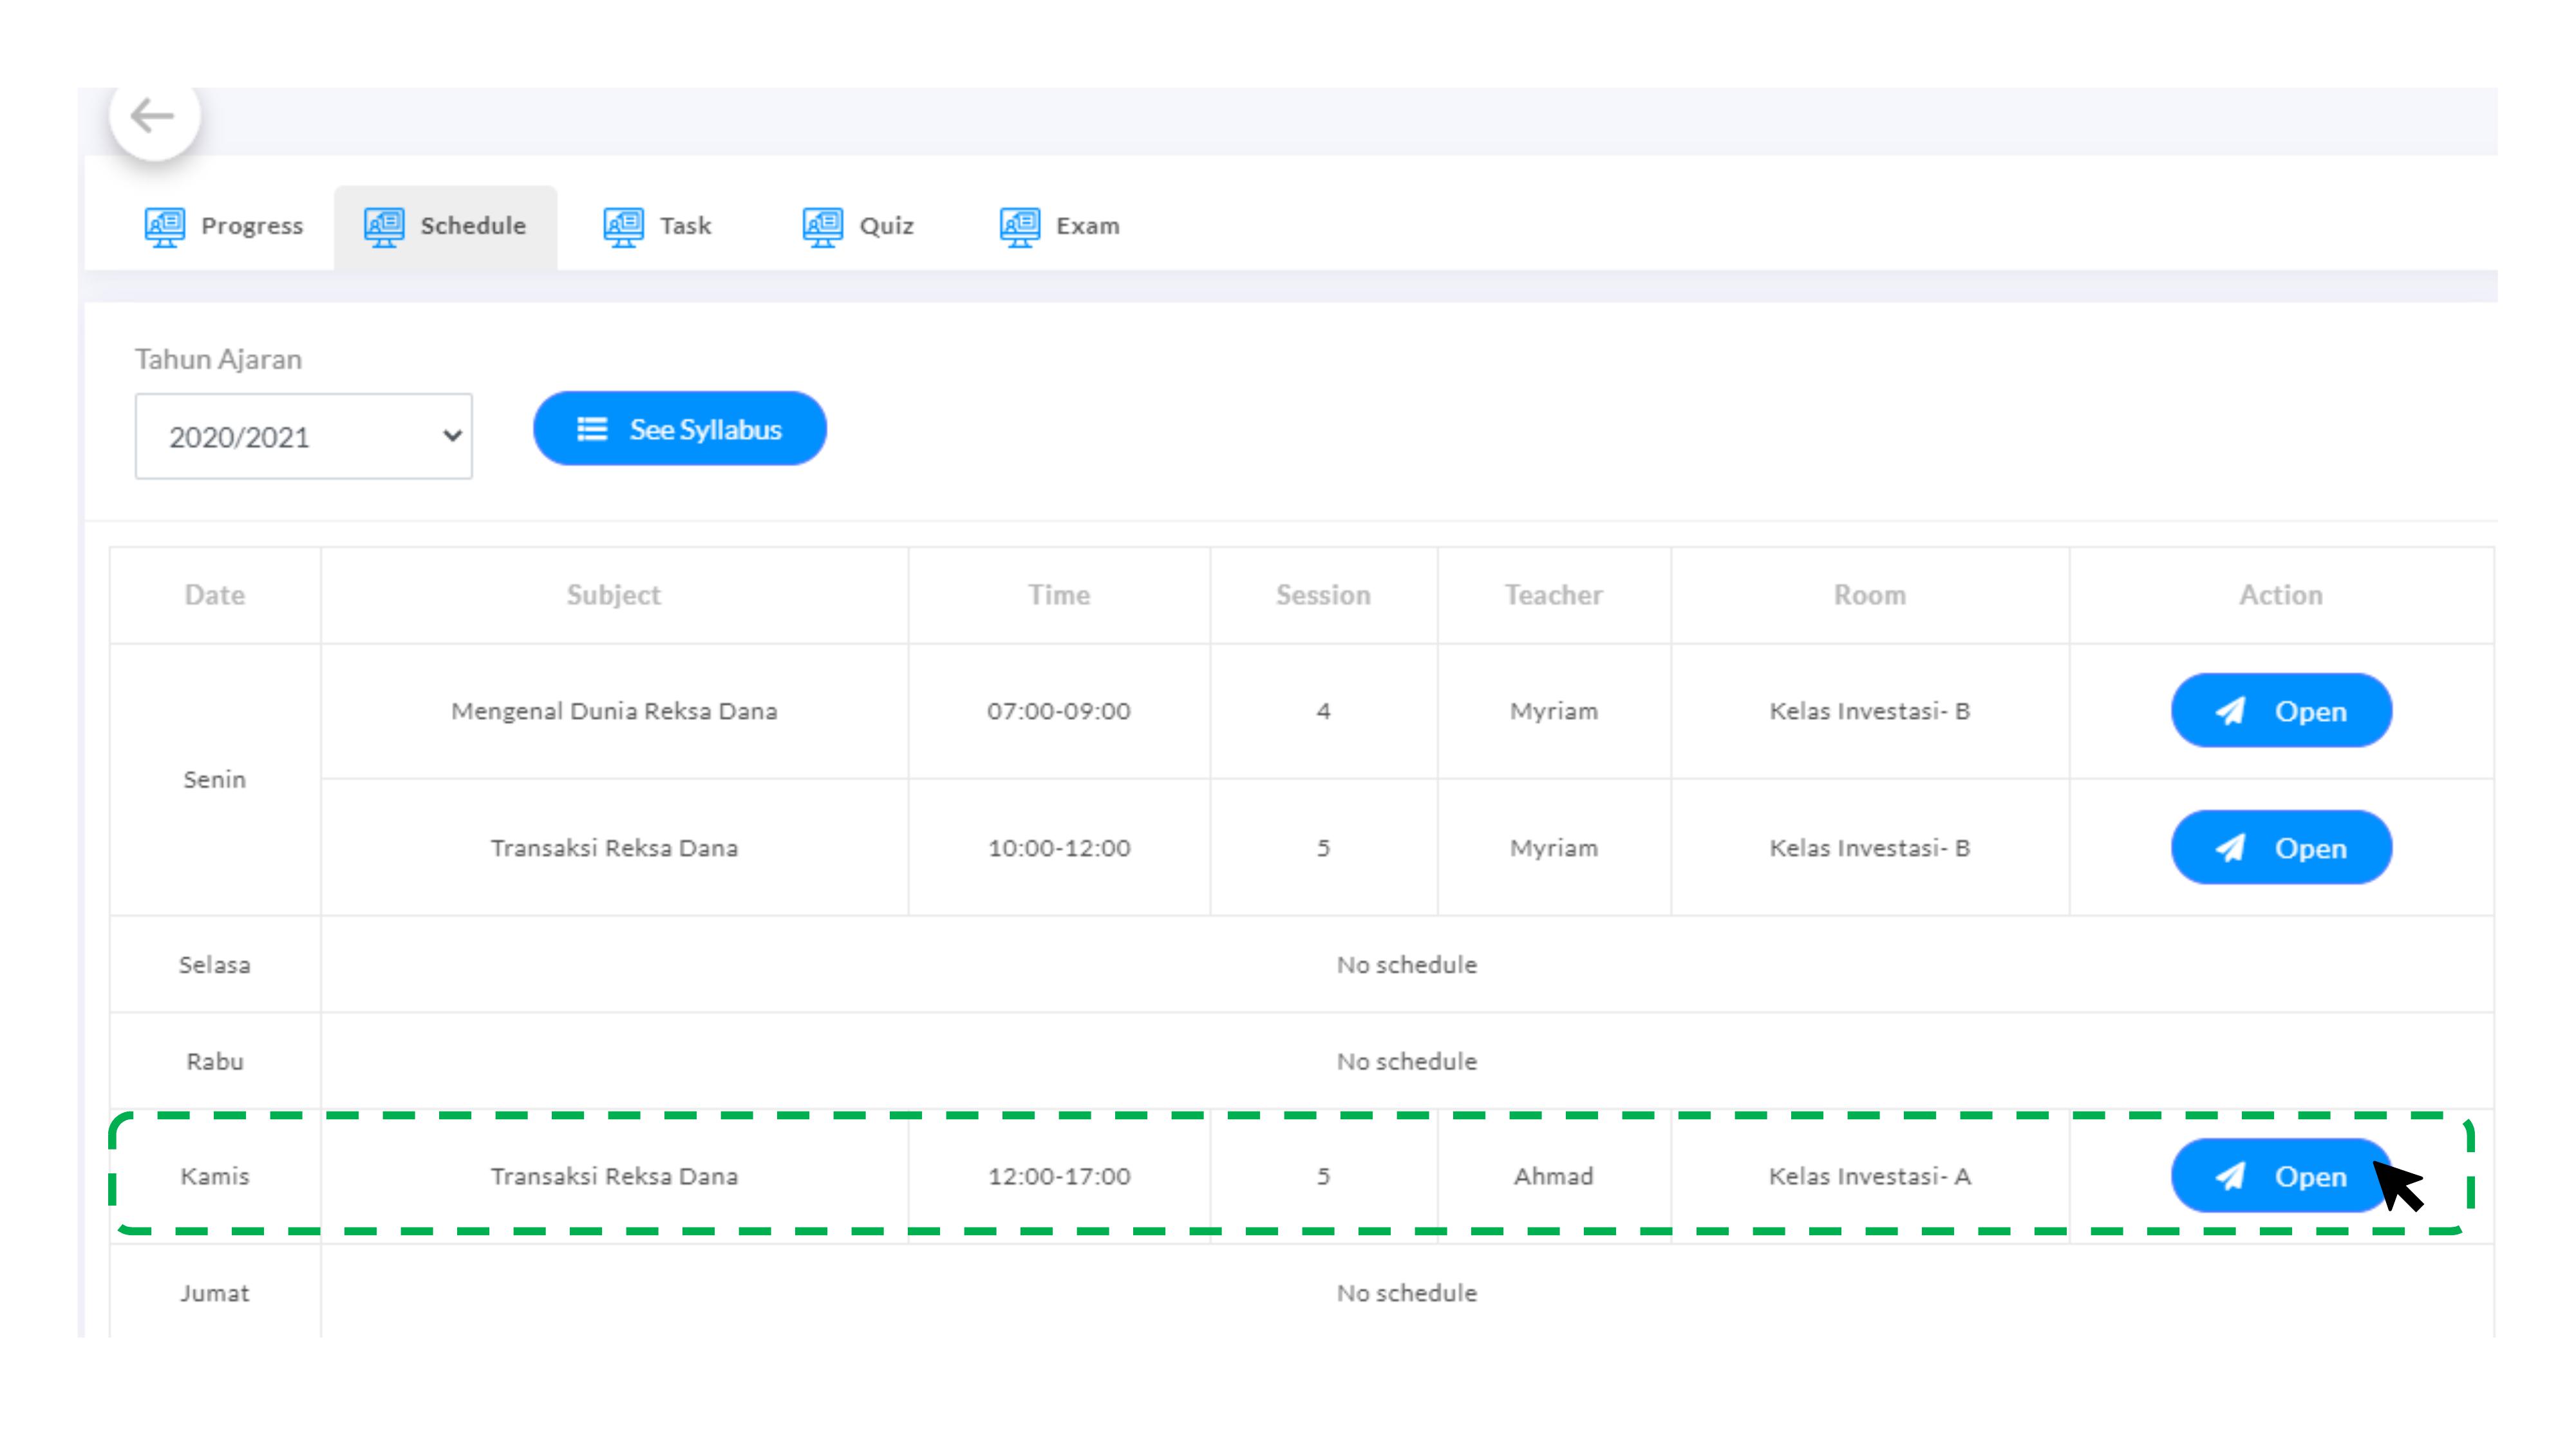 Progress Schedule Task Quiz Exam
Tahun Ajaran
2020/2021 See Syllabus
Date Subject Time Session Teacher Room Action
Mengenal Dunia Reksa Dana 07:00-09:00 4 Myriam Kelas Investasi- B Open
Senin
Transaksi Reksa Dana 10:00-12:00 5 Myriam Kelas Investasi- B Open
Selasa No schedule
Rabu No schedule
Kamis Transaksi Reksa Dana 12:00-17:00 5 Ahmad Kelas Investasi- A Open
Jumat No schedule